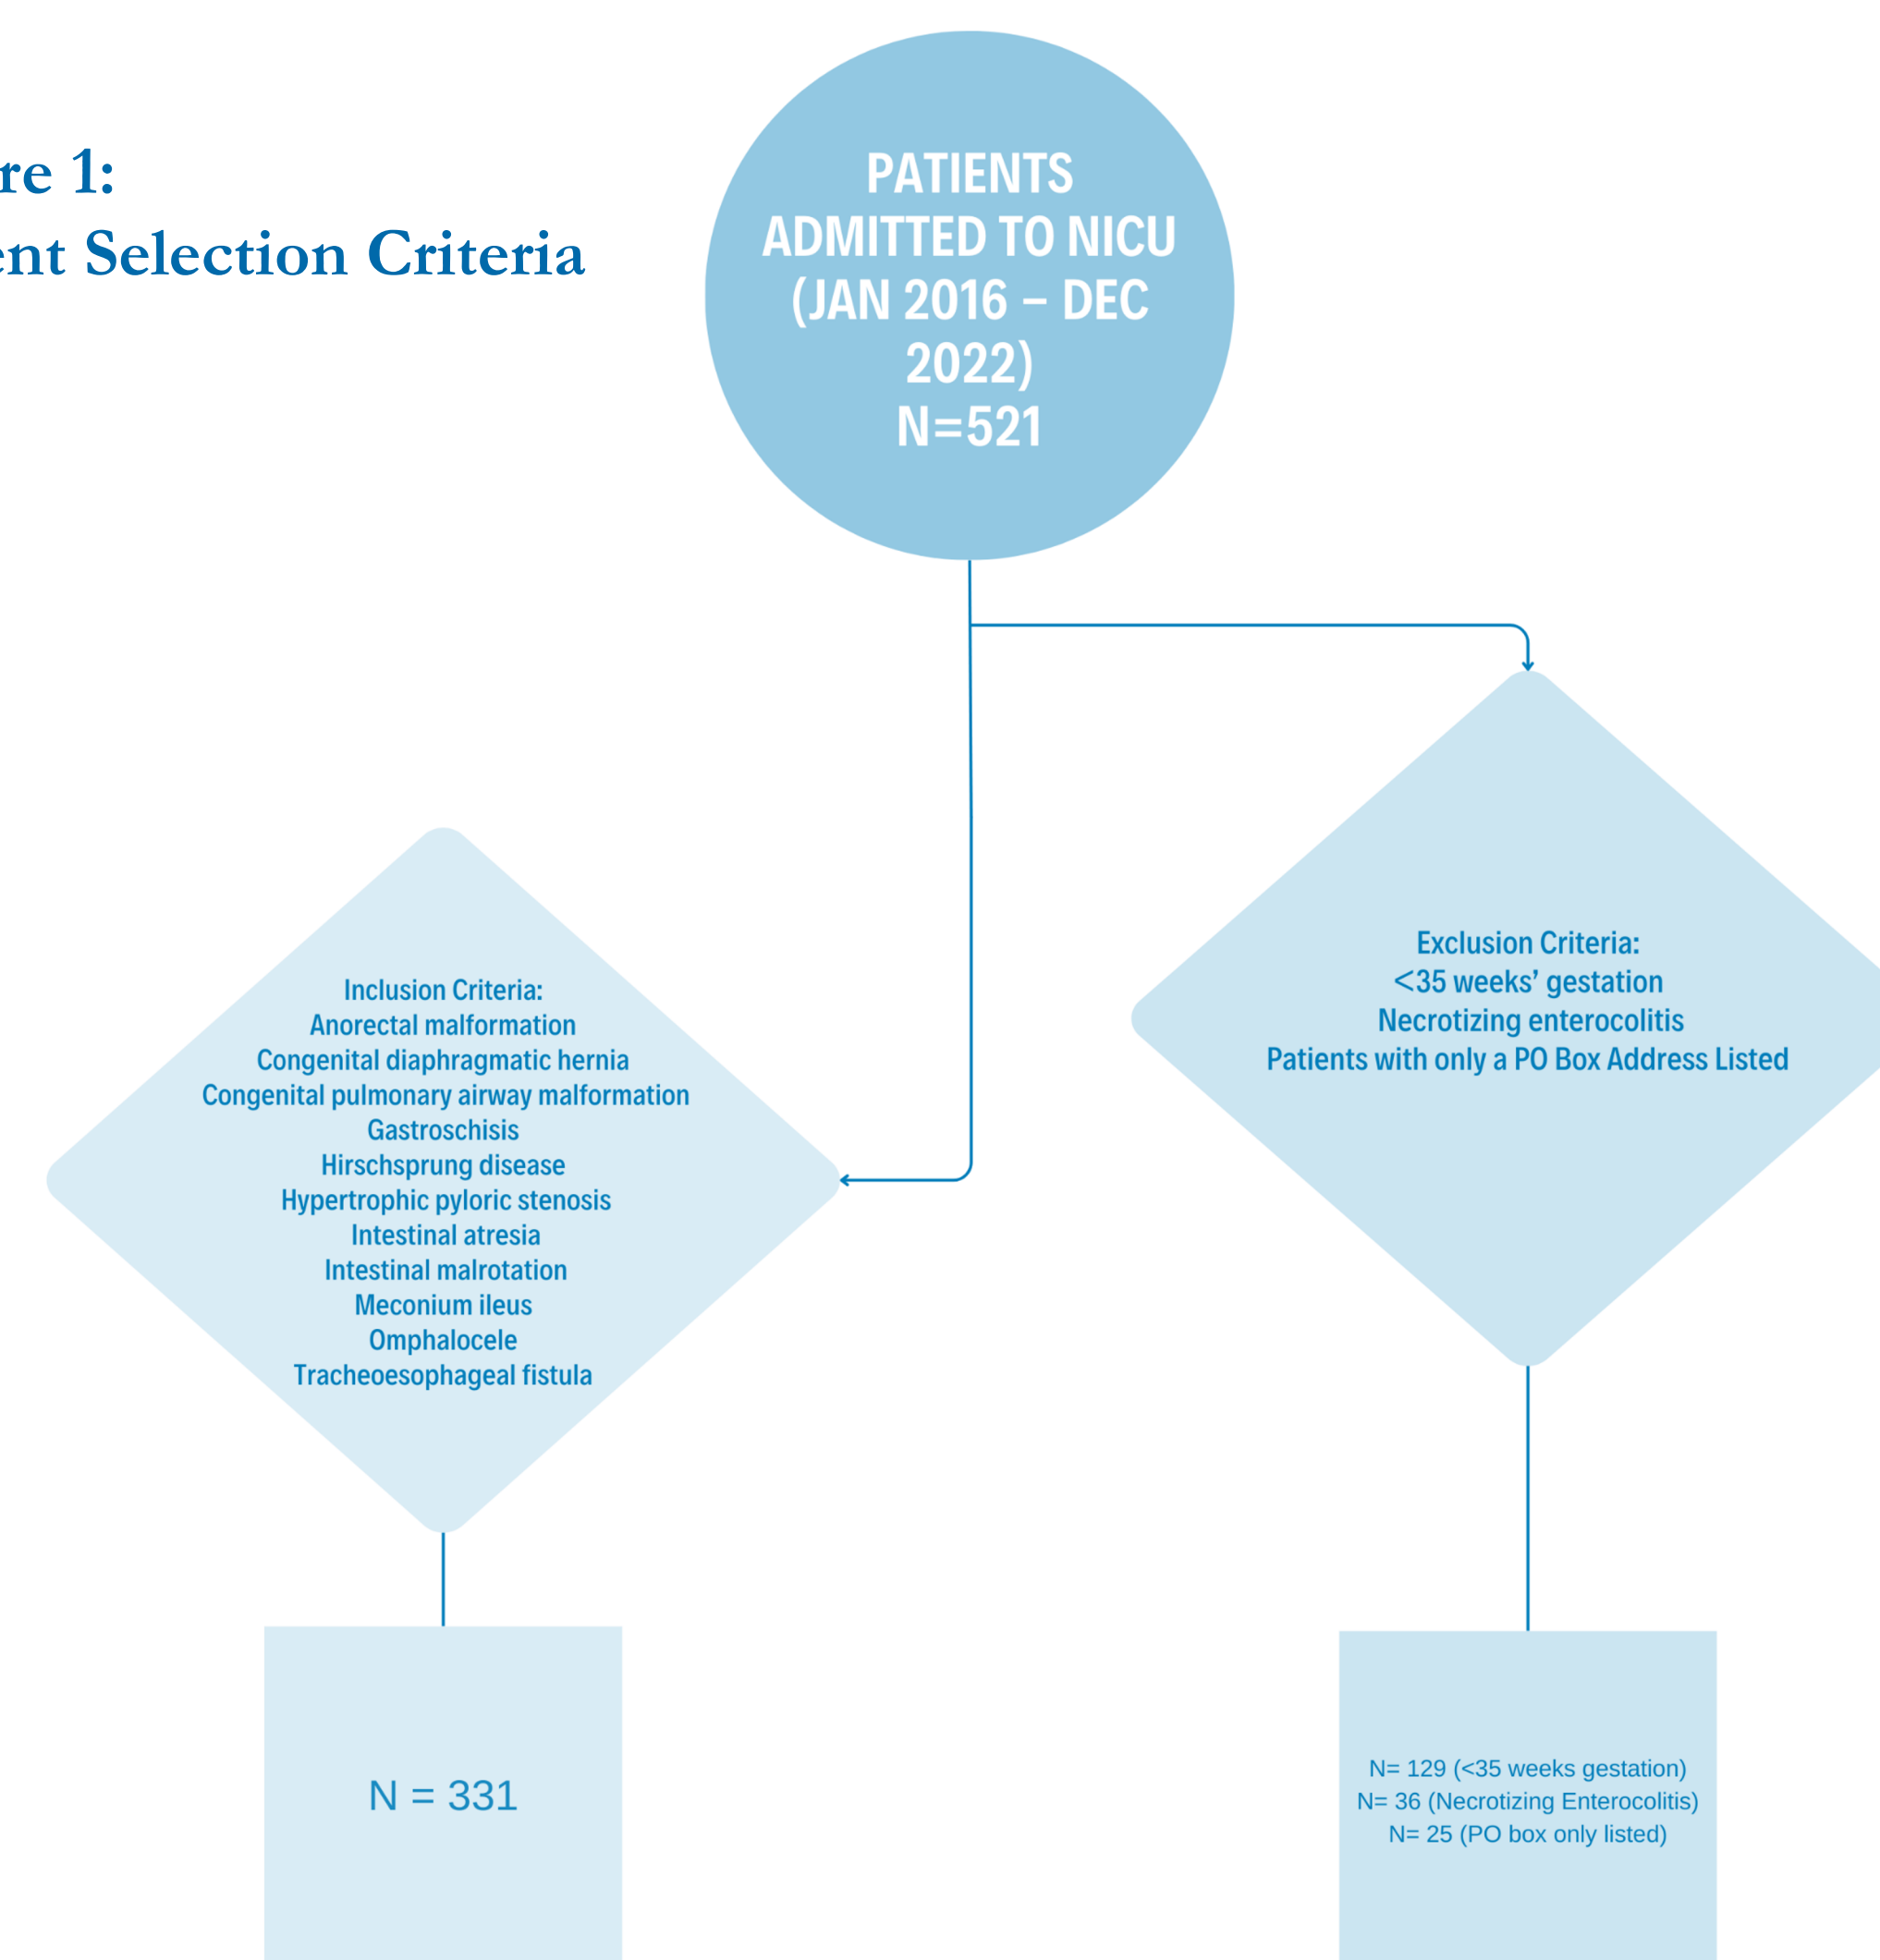 re 1:
nt Selection Criteria
PATIENTS
ADMITTED TO NICU
(JAN 2016 – DEC
2022)
N=521
Inclusion Criteria:
Anorectal malformation
Congenital diaphragmatic hernia
Congenital pulmonary airway malformation
Gastroschisis
Hirschsprung disease
Hypertrophic pyloric stenosis
Intestinal atresia
Intestinal malrotation
Meconium ileus
Omphalocele
Tracheoesophageal fistula
Exclusion Criteria:
<35 weeks’ gestation
Necrotizing enterocolitis
Patients with only a PO Box Address Listed
N = 331
N= 129 (<35 weeks gestation)
N= 36 (Necrotizing Enterocolitis)
N= 25 (PO box only listed)